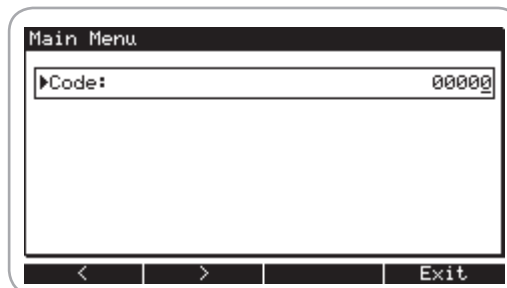 Main Menu
▶Code: 00000
< > Exit